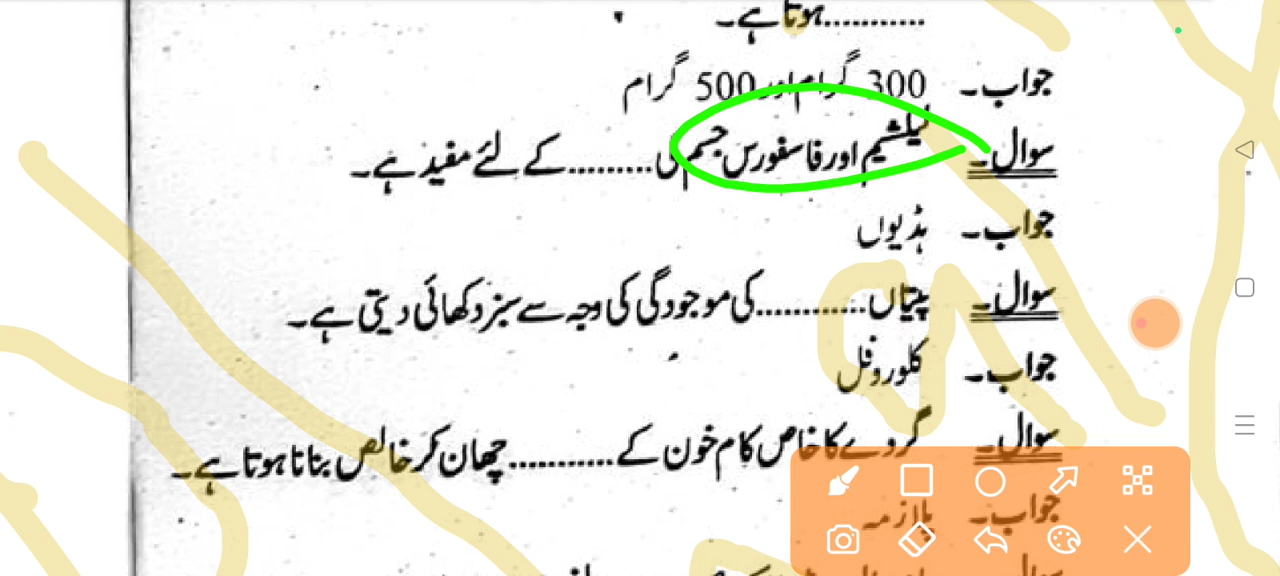 ............ہوتا ہے۔
جواب۔ 300 گرام اور 500 گرام
سوال۔ کیلشیم اور فاسفورس جسم کی.........کے لئے مفید ہے۔
جواب۔ ہڈیوں
سوال۔ پتیاں............کی موجودگی کی وجہ سے سبز دکھائی دیتی ہے۔
جواب۔ کلوروفل
سوال۔ گردے کا خاص کام خون کے............چھان کر خالص بنانا ہوتا ہے۔
جواب۔ پلازمہ
سوال۔